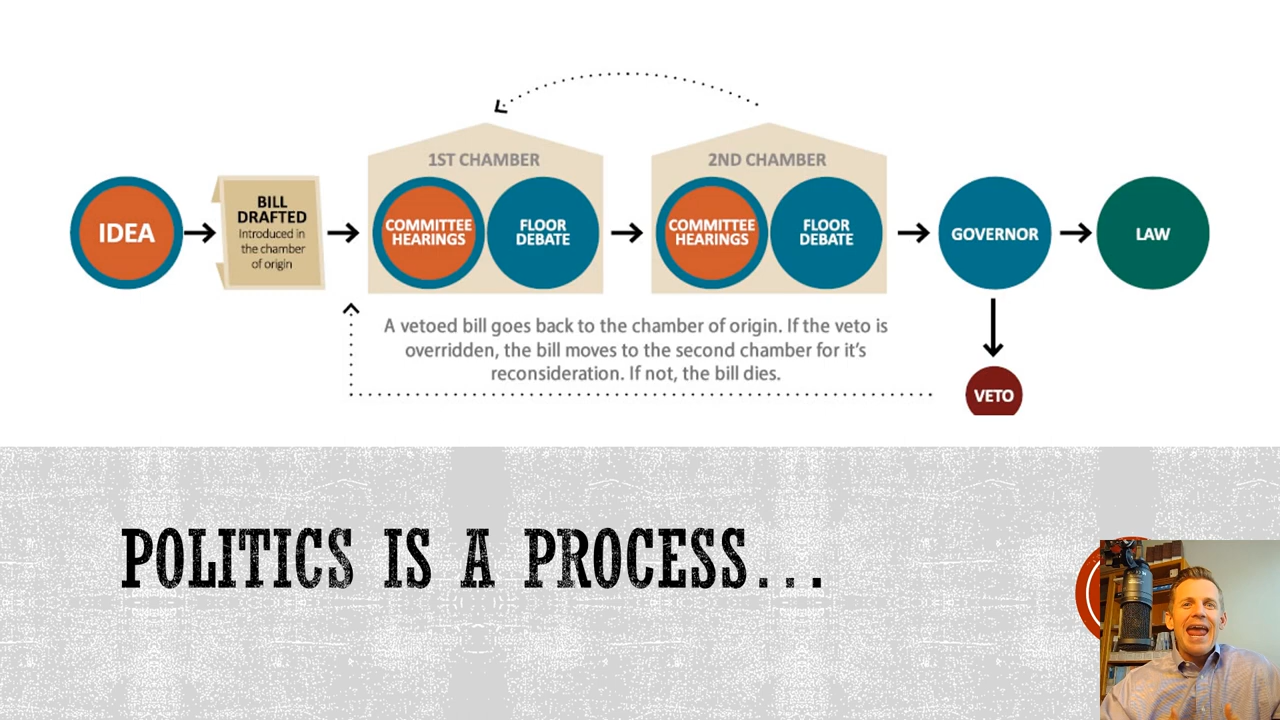 1ST CHAMBER
2ND CHAMBER
IDEA
BILL
DRAFTED
Introduced in
the chamber
of origin
COMMITTEE
HEARINGS
FLOOR
DEBATE
COMMITTEE
HEARINGS
FLOOR
DEBATE
GOVERNOR
LAW
A vetoed bill goes back to the chamber of origin. If the veto is
overridden, the bill moves to the second chamber for it's
reconsideration. If not, the bill dies.
VETO
POLITICS IS A PROCESS...